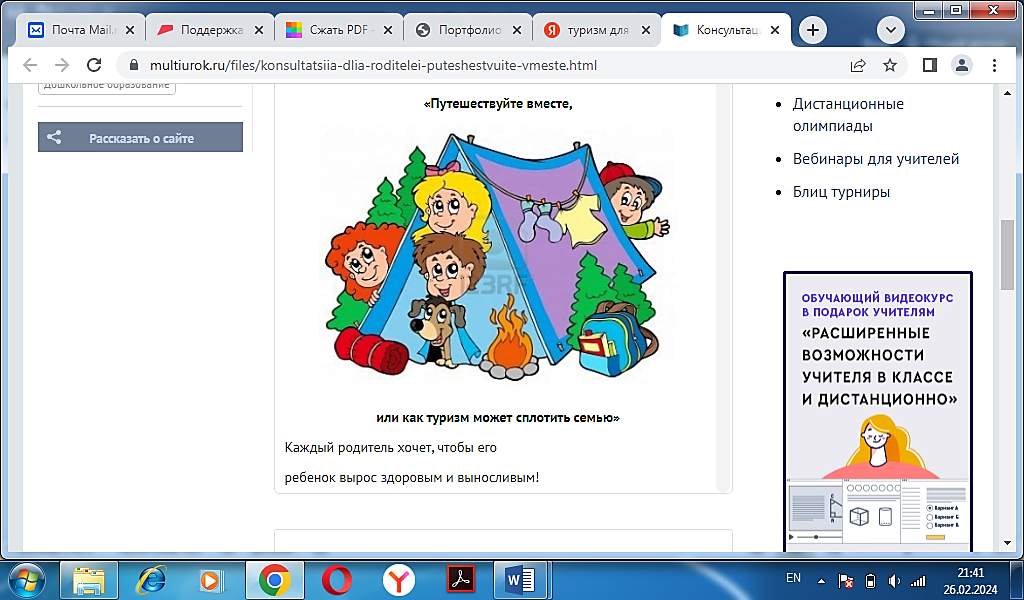 Почта Mail.
Поддержка
Сжать PDF -
Портфолио
туризм для
Консультац
multiurok.ru/files/konsultatsiia-dlia-roditelei-puteshestvuite-vmeste.html
Дошкольное образование
Рассказать о сайте
«Путешествуйте вместе,
или как туризм может сплотить семью»
Каждый родитель хочет, чтобы его
ребенок вырос здоровым и выносливым!
Дистанционные
олимпиады
Вебинары для учителей
Блиц турниры
ОБУЧАЮЩИЙ ВИДЕОКУРС
В ПОДАРОК УЧИТЕЛЯМ
«РАСШИРЕННЫЕ
ВОЗМОЖНОСТИ
УЧИТЕЛЯ В КЛАССЕ
И ДИСТАНЦИОННО»
Вариант А
Вариант Б
Вариант В
EN
21:41
26.02.2024